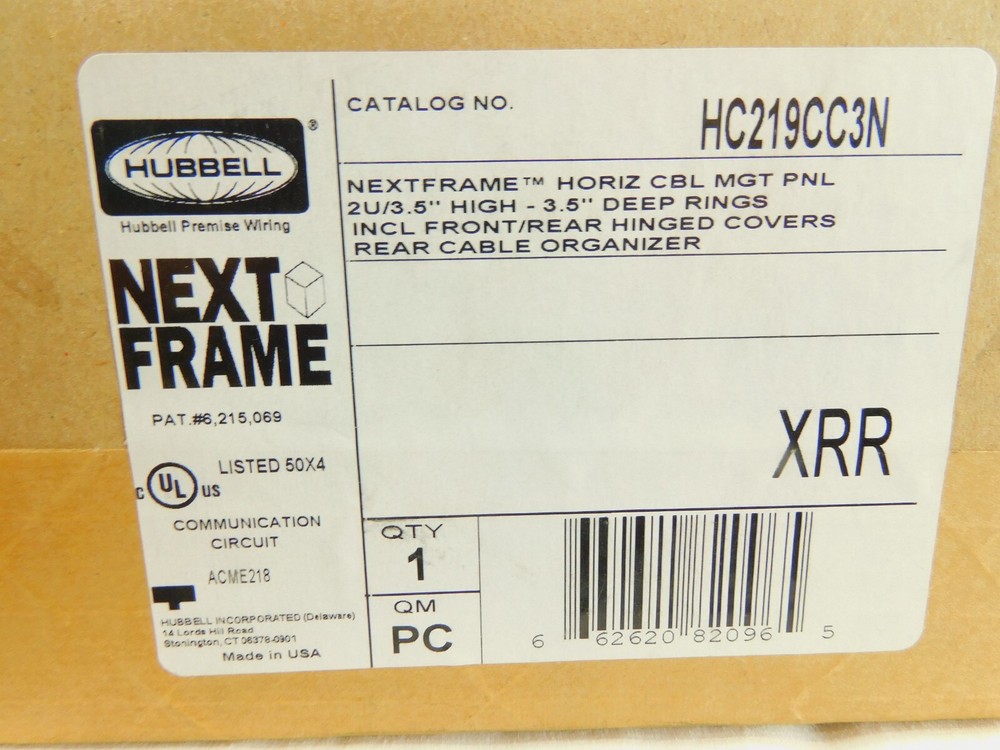 HUBBELL®
Hubbell Premise Wiring
NEXT
FRAME
PAT.#6,215,069
LISTED 50X4
C UL US
COMMUNICATION
CIRCUIT
ACME218
HUBBELL INCORPORATED (Delaware)
14 Lords Hill Road
Stonington, CT 06378-0901
Made in USA
CATALOG NO.
HC219CC3N
NEXTFRAME™ HORIZ CBL MGT PNL
2U/3.5" HIGH - 3.5" DEEP RINGS
INCL FRONT/REAR HINGED COVERS
REAR CABLE ORGANIZER
XRR
QTY
1
QM
PC
6 62620 82096 5